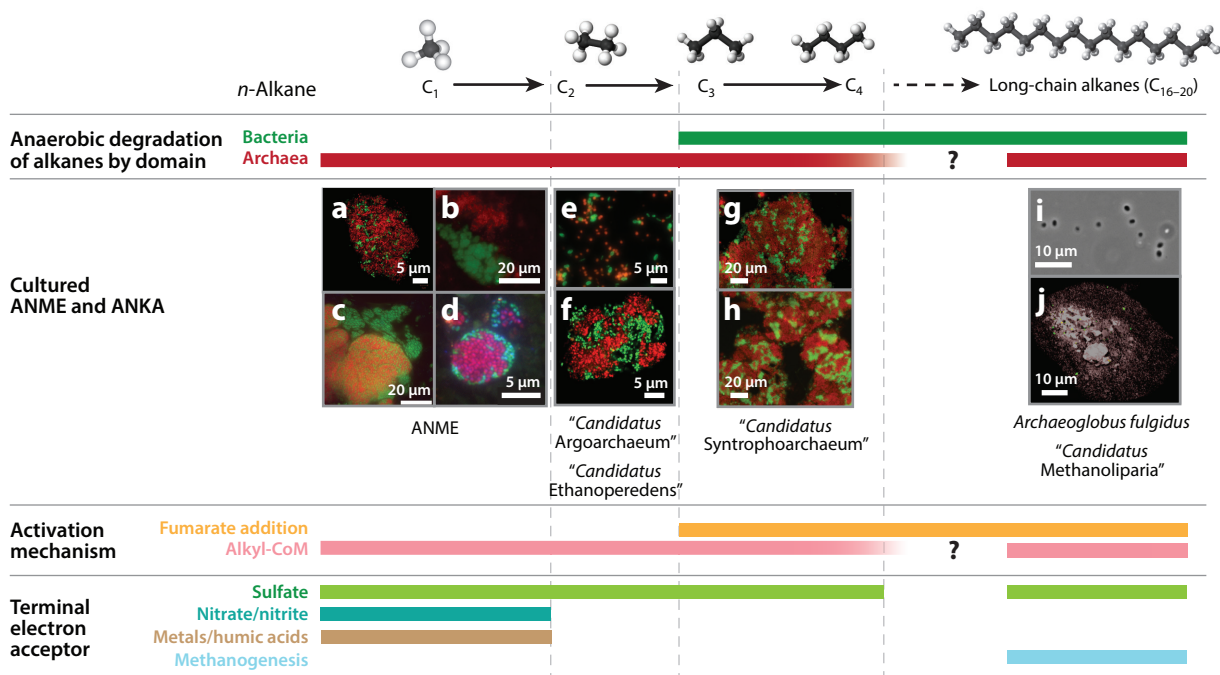 n-Alkane
C1
C2
C3
C4
Long-chain alkanes (C16–20)
Anaerobic degradation
of alkanes by domain
Bacteria
Archaea
?
Cultured
ANME and ANKA
a
5 µm
b
20 µm
c
20 µm
d
5 µm
ANME
e
5 µm
f
5 µm
"Candidatus
Argoarchaeum"
"Candidatus
Ethanoperedens"
g
20 µm
h
20 µm
"Candidatus
Syntrophoarchaeum"
i
10 µm
j
10 µm
Archaeoglobus fulgidus
"Candidatus
Methanoliparia"
Activation
mechanism
Fumarate addition
Alkyl-CoM
?
Terminal
electron
acceptor
Sulfate
Nitrate/nitrite
Metals/humic acids
Methanogenesis